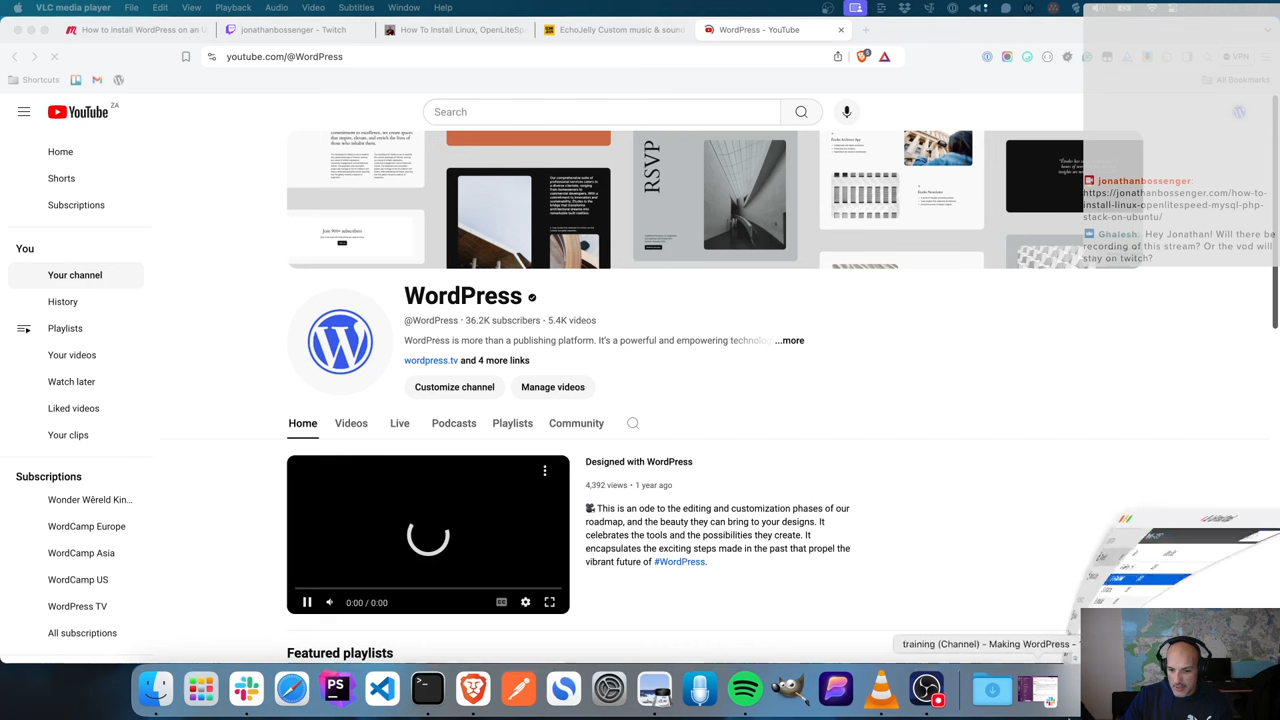 VLC media player File Edit View Playback Audio Video Subtitles Window Help
How to install WordPress on an U
jonathanbossenger - Twitch
How To Install Linux, OpenLiteSp
EchoJelly Custom music & sound
WordPress - YouTube
youtube.com/@WordPress
VPN
Shortcuts
All Bookmarks
YouTube ZA
Search
Home
Shorts
Subscriptions
You
Your channel
History
Playlists
Your videos
Watch later
Liked videos
Your clips
Subscriptions
Wonder Wêreld Kin...
WordCamp Europe
WordCamp Asia
WordCamp US
WordPress TV
All subscriptions
RSVP
Join 900+ subscribers
WordPress
@WordPress · 36.2K subscribers · 5.4K videos
WordPress is more than a publishing platform. It's a powerful and empowering technolog ...more
wordpress.tv and 4 more links
Customize channel
Manage videos
Home Videos Live Podcasts Playlists Community
0:00 / 0:00
Designed with WordPress
4,392 views • 1 year ago
This is an ode to the editing and customization phases of our
roadmap, and the beauty they can bring to your designs. It
celebrates the tools and the possibilities they create. It
encapsulates the exciting steps made in the past that propel the
vibrant future of #WordPress.
Featured playlists
jonathanbossenger:
https://jonathanbossenger.com/how-to-
install-linux-openlitespeed-mysql-php-
stack-on-ubuntu/
Ghalesh: Hey Jonathan! Will there be
recording of this stream? Or the vod will
stay on twitch?
training (Channel) - Making WordPress -
PS